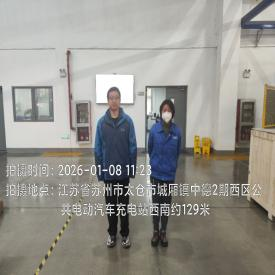 拍摄时间: 2026-01-08 11:23
拍摄地点: 江苏省苏州市太仓市城厢镇中德2期西区公
共电动汽车充电站西南约129米